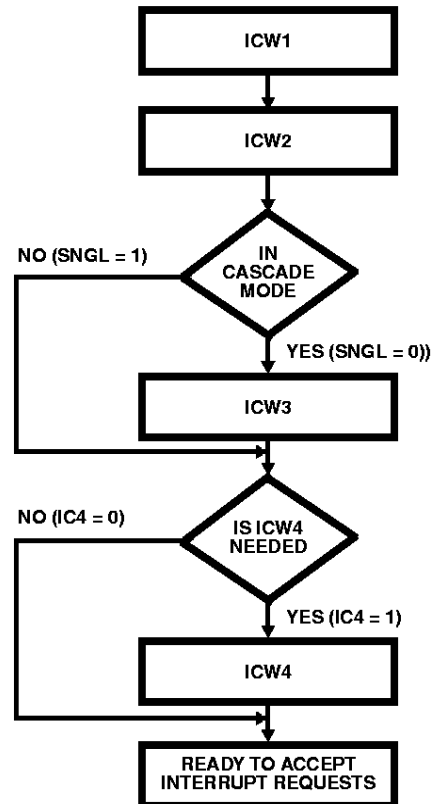 ICW1
ICW2
IN
CASCADE
MODE
NO (SNGL = 1)
YES (SNGL = 0))
ICW3
IS ICW4
NEEDED
NO (IC4 = 0)
YES (IC4 = 1)
ICW4
READY TO ACCEPT
INTERRUPT REQUESTS